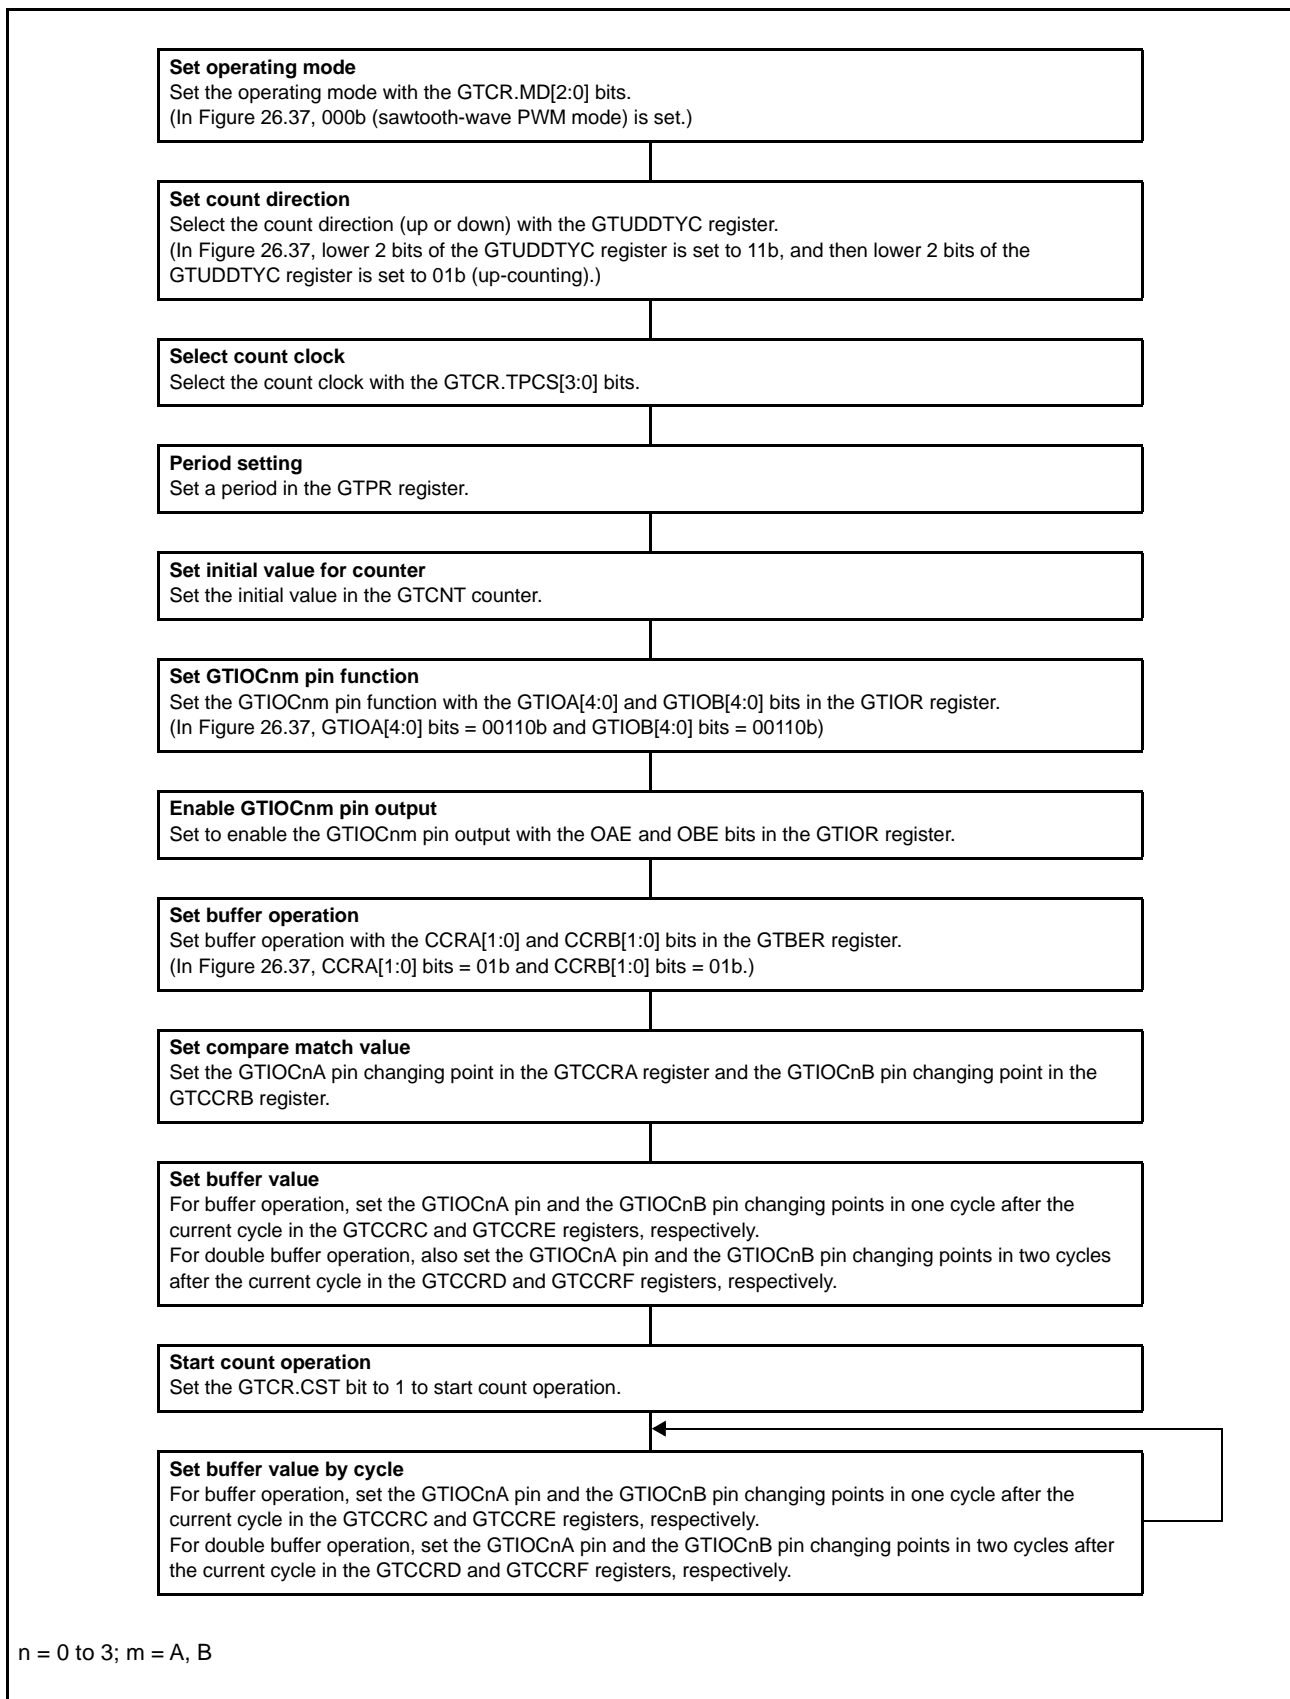 Set operating mode
Set the operating mode with the GTCR.MD[2:0] bits.
(In Figure 26.37, 000b (sawtooth-wave PWM mode) is set.)
Set count direction
Select the count direction (up or down) with the GTUDDTYC register.
(In Figure 26.37, lower 2 bits of the GTUDDTYC register is set to 11b, and then lower 2 bits of the
GTUDDTYC register is set to 01b (up-counting).)
Select count clock
Select the count clock with the GTCR.TPCS[3:0] bits.
Period setting
Set a period in the GTPR register.
Set initial value for counter
Set the initial value in the GTCNT counter.
Set GTIOCnm pin function
Set the GTIOCnm pin function with the GTIOA[4:0] and GTIOB[4:0] bits in the GTIOR register.
(In Figure 26.37, GTIOA[4:0] bits = 00110b and GTIOB[4:0] bits = 00110b)
Enable GTIOCnm pin output
Set to enable the GTIOCnm pin output with the OAE and OBE bits in the GTIOR register.
Set buffer operation
Set buffer operation with the CCRA[1:0] and CCRB[1:0] bits in the GTBER register.
(In Figure 26.37, CCRA[1:0] bits = 01b and CCRB[1:0] bits = 01b.)
Set compare match value
Set the GTIOCnA pin changing point in the GTCCRA register and the GTIOCnB pin changing point in the
GTCCRB register.
Set buffer value
For buffer operation, set the GTIOCnA pin and the GTIOCnB pin changing points in one cycle after the
current cycle in the GTCCRC and GTCCRE registers, respectively.
For double buffer operation, also set the GTIOCnA pin and the GTIOCnB pin changing points in two cycles
after the current cycle in the GTCCRD and GTCCRF registers, respectively.
Start count operation
Set the GTCR.CST bit to 1 to start count operation.
Set buffer value by cycle
For buffer operation, set the GTIOCnA pin and the GTIOCnB pin changing points in one cycle after the
current cycle in the GTCCRC and GTCCRE registers, respectively.
For double buffer operation, set the GTIOCnA pin and the GTIOCnB pin changing points in two cycles after
the current cycle in the GTCCRD and GTCCRF registers, respectively.
n = 0 to 3; m = A, B